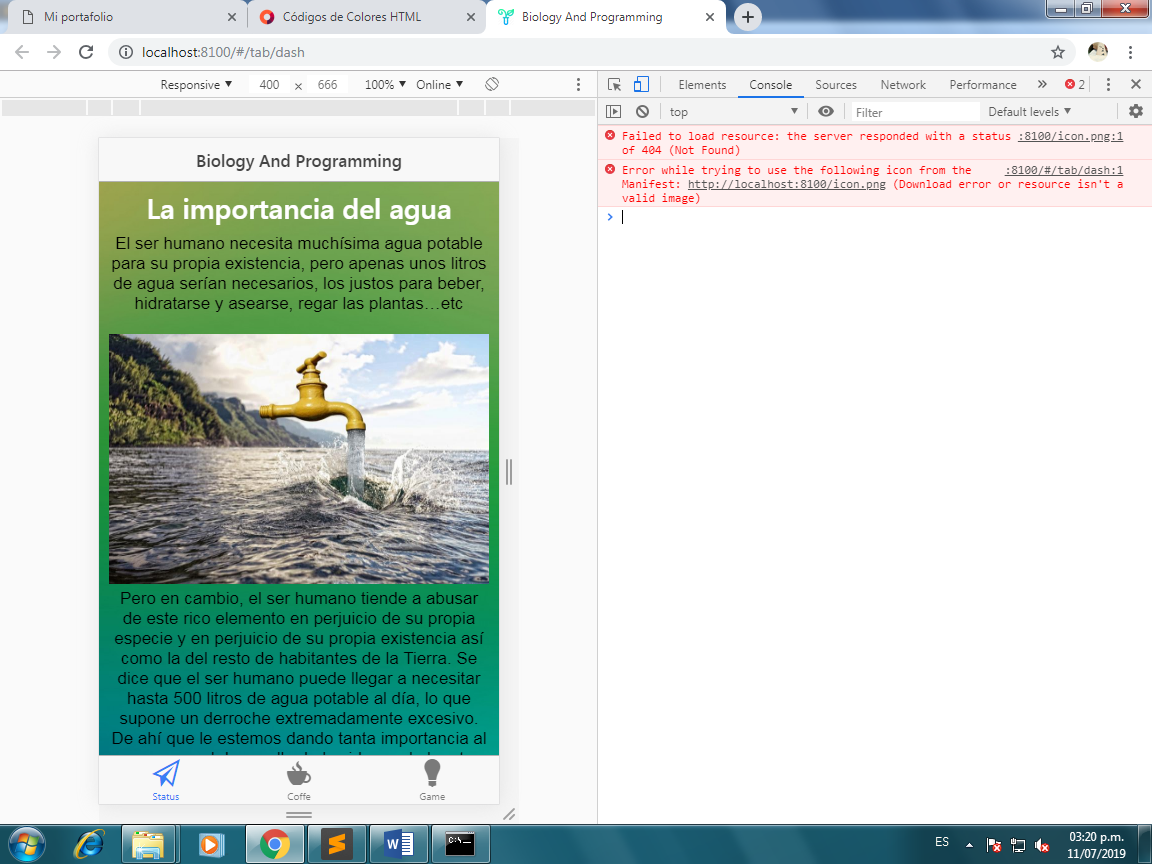 Mi portafolio
Códigos de Colores HTML
Biology And Programming
localhost:8100/#/tab/dash
Responsive ▼ 400 x 666 100% ▼ Online ▼
Elements Console Sources Network Performance » 2
top ▼ Filter Default levels ▼
Failed to load resource: the server responded with a status :8100/icon.png:1
of 404 (Not Found)
Error while trying to use the following icon from the :8100/#/tab/dash:1
Manifest: http://localhost:8100/icon.png (Download error or resource isn't a
valid image)
Biology And Programming
La importancia del agua
El ser humano necesita muchísima agua potable
para su propia existencia, pero apenas unos litros
de agua serían necesarios, los justos para beber,
hidratarse y asearse, regar las plantas…etc
Pero en cambio, el ser humano tiende a abusar
de este rico elemento en perjuicio de su propia
especie y en perjuicio de su propia existencia así
como la del resto de habitantes de la Tierra. Se
dice que el ser humano puede llegar a necesitar
hasta 500 litros de agua potable al día, lo que
supone un derroche extremadamente excesivo.
De ahí que le estemos dando tanta importancia al
Status
Coffe
Game
ES
03:20 p.m.
11/07/2019